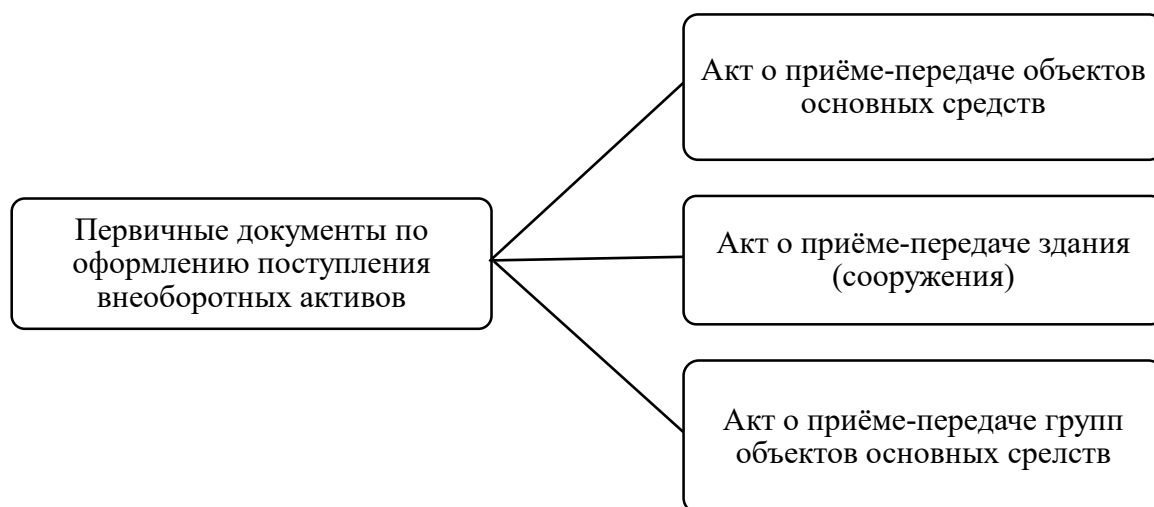 Первичные документы по
оформлению поступления
внеоборотных активов
Акт о приёме-передаче объектов
основных средств
Акт о приёме-передаче здания
(сооружения)
Акт о приёме-передаче групп
объектов основных срелств